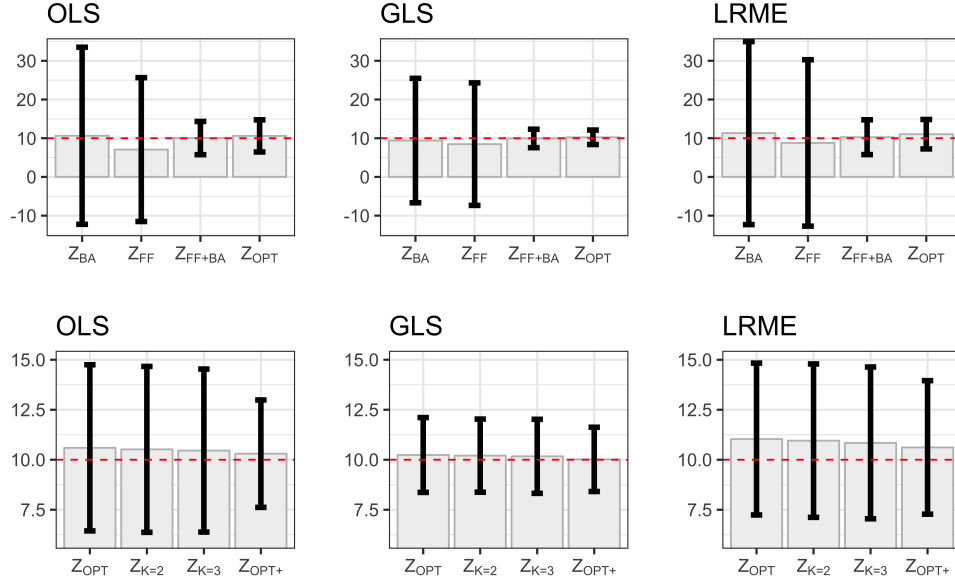 OLS
GLS
LRME
30
20
10
0
-10
Z_BA Z_FF Z_FF+BA Z_OPT
30
20
10
0
-10
Z_BA Z_FF Z_FF+BA Z_OPT
30
20
10
0
-10
Z_BA Z_FF Z_FF+BA Z_OPT
OLS
GLS
LRME
15.0
12.5
10.0
7.5
Z_OPT Z_K=2 Z_K=3 Z_OPT+
15.0
12.5
10.0
7.5
Z_OPT Z_K=2 Z_K=3 Z_OPT+
15.0
12.5
10.0
7.5
Z_OPT Z_K=2 Z_K=3 Z_OPT+